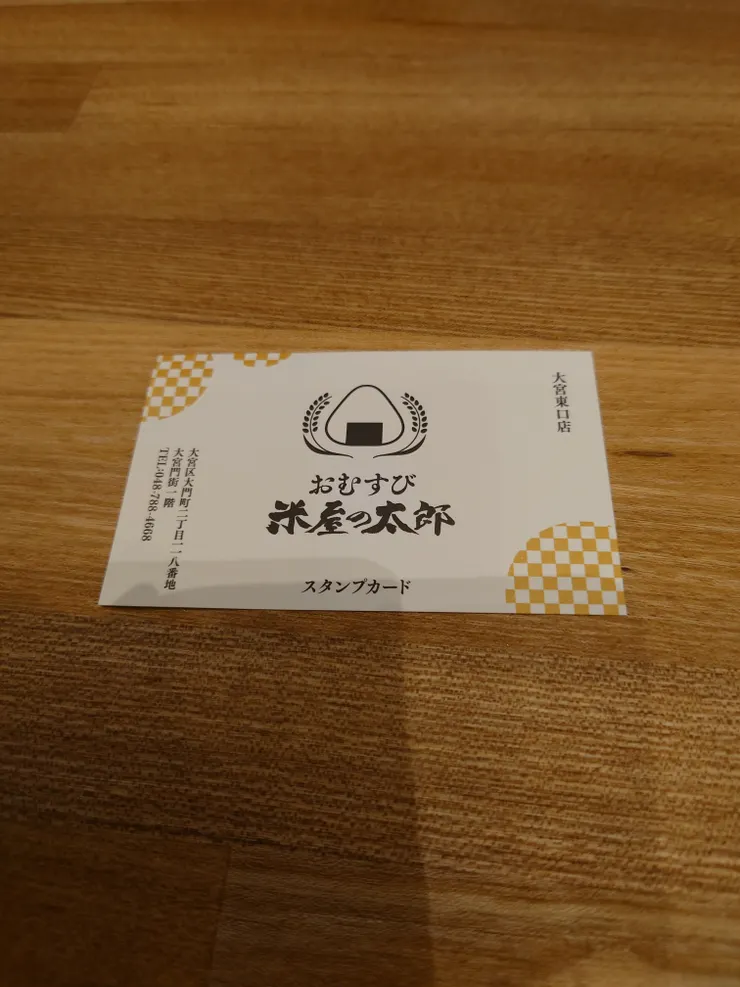 大宮東口店
おむすび
米屋の太郎
スタンプカード
大宮区大門町二丁目一一八番地
大宮門街一階
TEL:048-788-4668